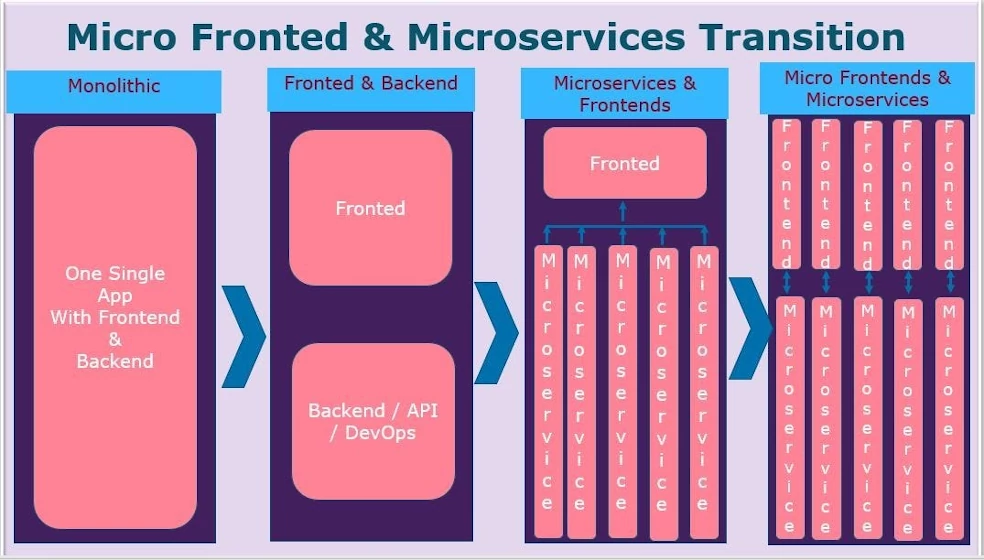 Micro Fronted & Microservices Transition
Monolithic
One Single
App
With Frontend
&
Backend
Fronted & Backend
Fronted
Backend / API
/ DevOps
Microservices &
Frontends
Fronted
Microservice
Microservice
Microservice
Microservice
Microservice
Micro Frontends &
Microservices
Frontend
Frontend
Frontend
Frontend
Frontend
Microservice
Microservice
Microservice
Microservice
Microservice